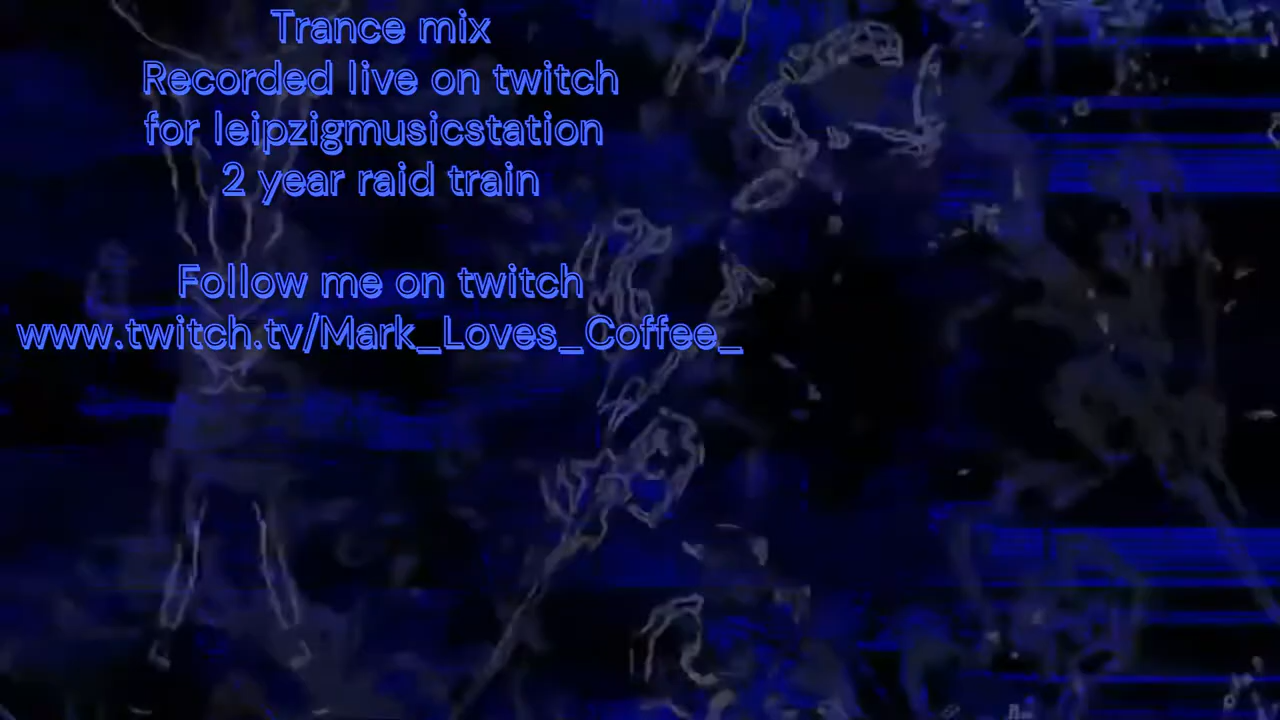 Trance mix
Recorded live on twitch
for leipzigmusicstation
2 year raid train
Follow me on twitch
www.twitch.tv/Mark_Loves_Coffee_